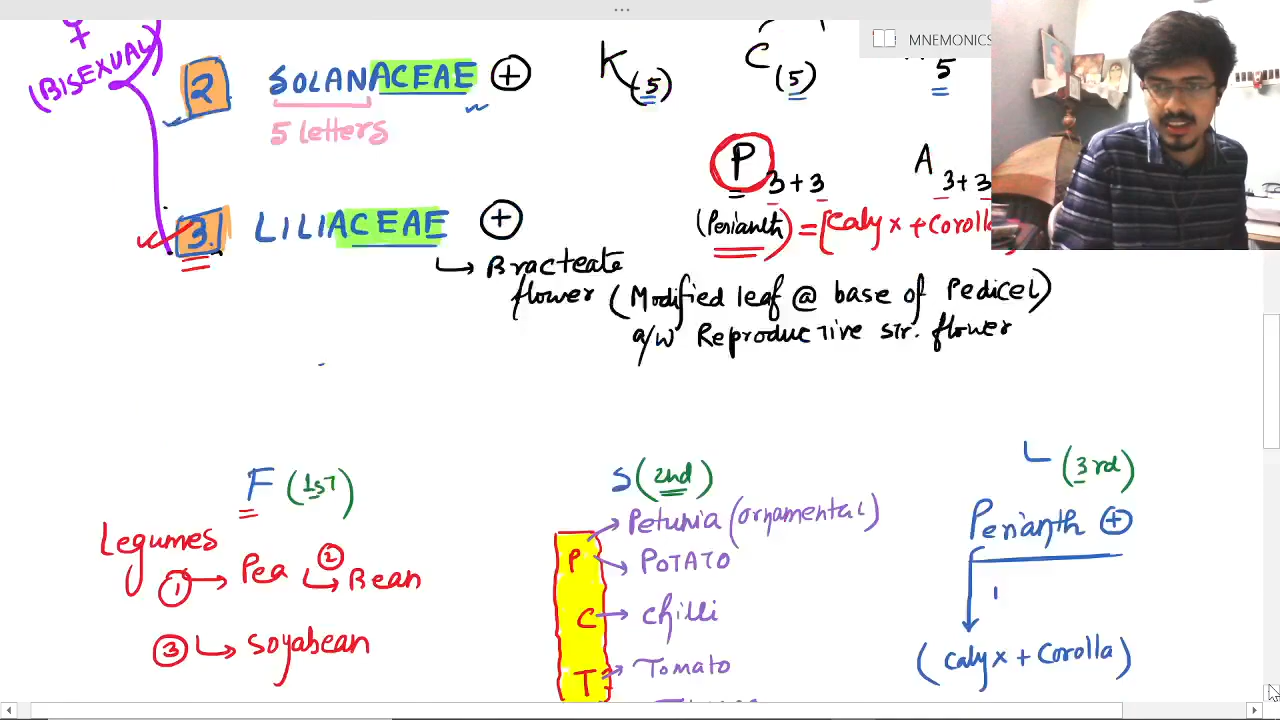 MNEMONICS
(BISEXUAL)
2 SOLANACEAE ⊕ K(5) C(5) 5
5 letters
P3+3 A3+3
3. LILIACEAE ⊕ (Perianth) = [Calyx + Corolla
↳ Bracteate
flower (Modified leaf @ base of Pedicel)
a/w Reproductive str. flower
F (1st)
Legumes
① → Pea ② ↳ Bean
③ ↳ Soyabean
S (2nd)
Petunia (ornamental)
P POTATO
C → chilli
T → Tomato
L (3rd)
Perianth ⊕
(Calyx + Corolla)